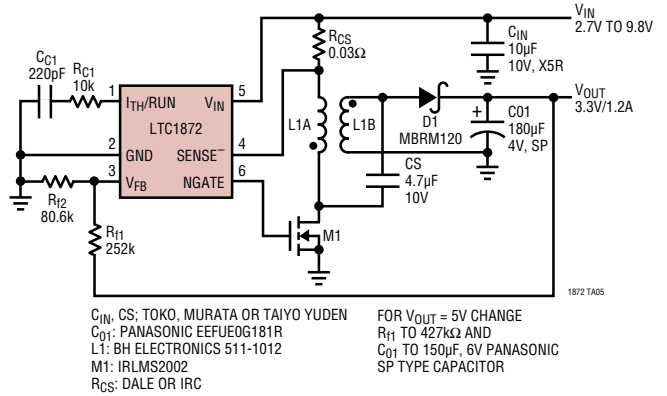 V_IN
2.7V TO 9.8V
C_IN
10µF
10V, X5R
R_CS
0.03Ω
C_C1
220pF
R_C1
10k
1
I_TH/RUN
V_IN
5
LTC1872
2
GND
SENSE⁻
4
3
V_FB
NGATE
6
L1A
L1B
D1
MBRM120
V_OUT
3.3V/1.2A
+
C01
180µF
4V, SP
CS
4.7µF
10V
R_f2
80.6k
R_f1
252k
M1
1872 TA05
C_IN, CS; TOKO, MURATA OR TAIYO YUDEN
C_01: PANASONIC EEFUE0G181R
L1: BH ELECTRONICS 511-1012
M1: IRLMS2002
R_CS: DALE OR IRC
FOR V_OUT = 5V CHANGE
R_f1 TO 427kΩ AND
C_01 TO 150µF, 6V PANASONIC
SP TYPE CAPACITOR